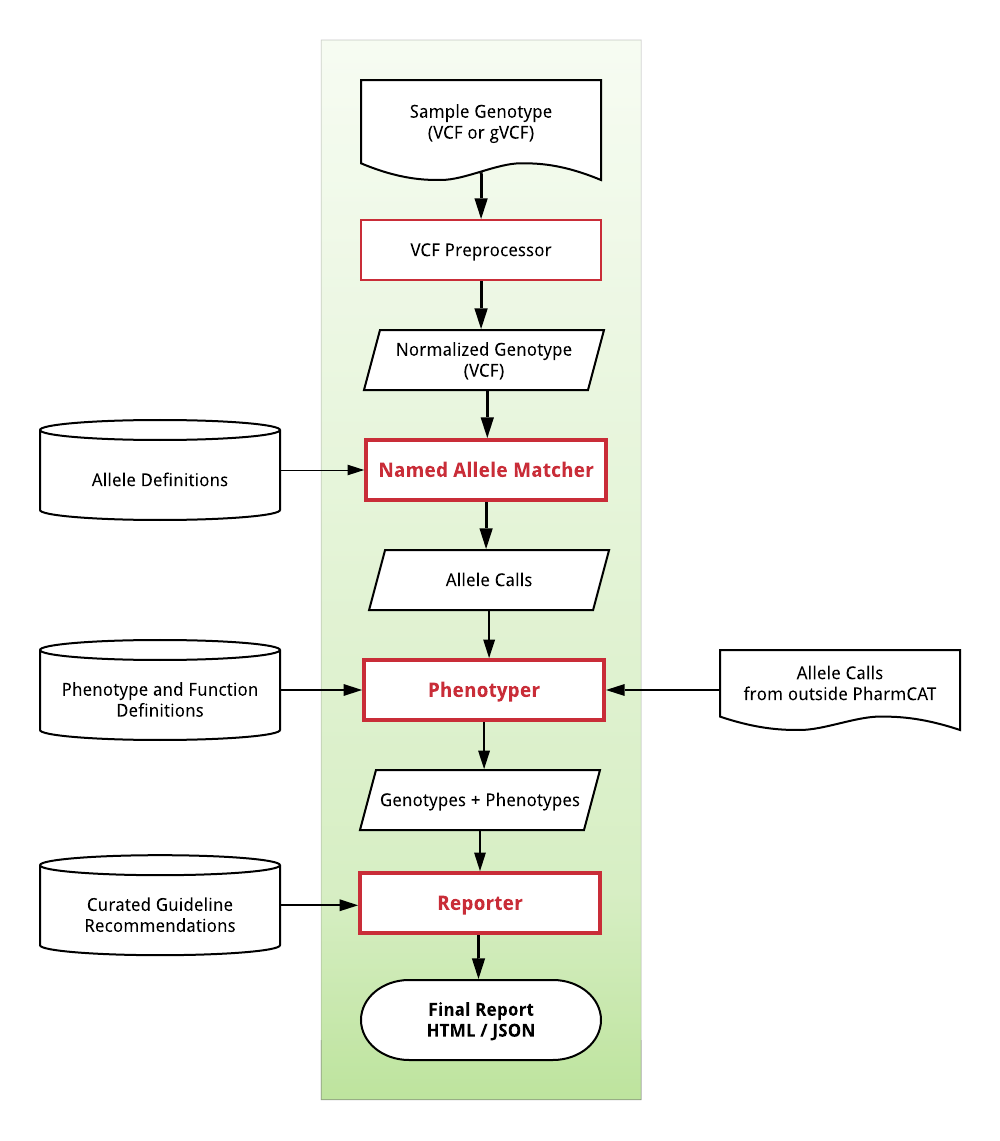 Sample Genotype
(VCF or gVCF)
VCF Preprocessor
Normalized Genotype
(VCF)
Allele Definitions
Named Allele Matcher
Allele Calls
Phenotype and Function
Definitions
Phenotyper
Allele Calls
from outside PharmCAT
Genotypes + Phenotypes
Curated Guideline
Recommendations
Reporter
Final Report
HTML / JSON